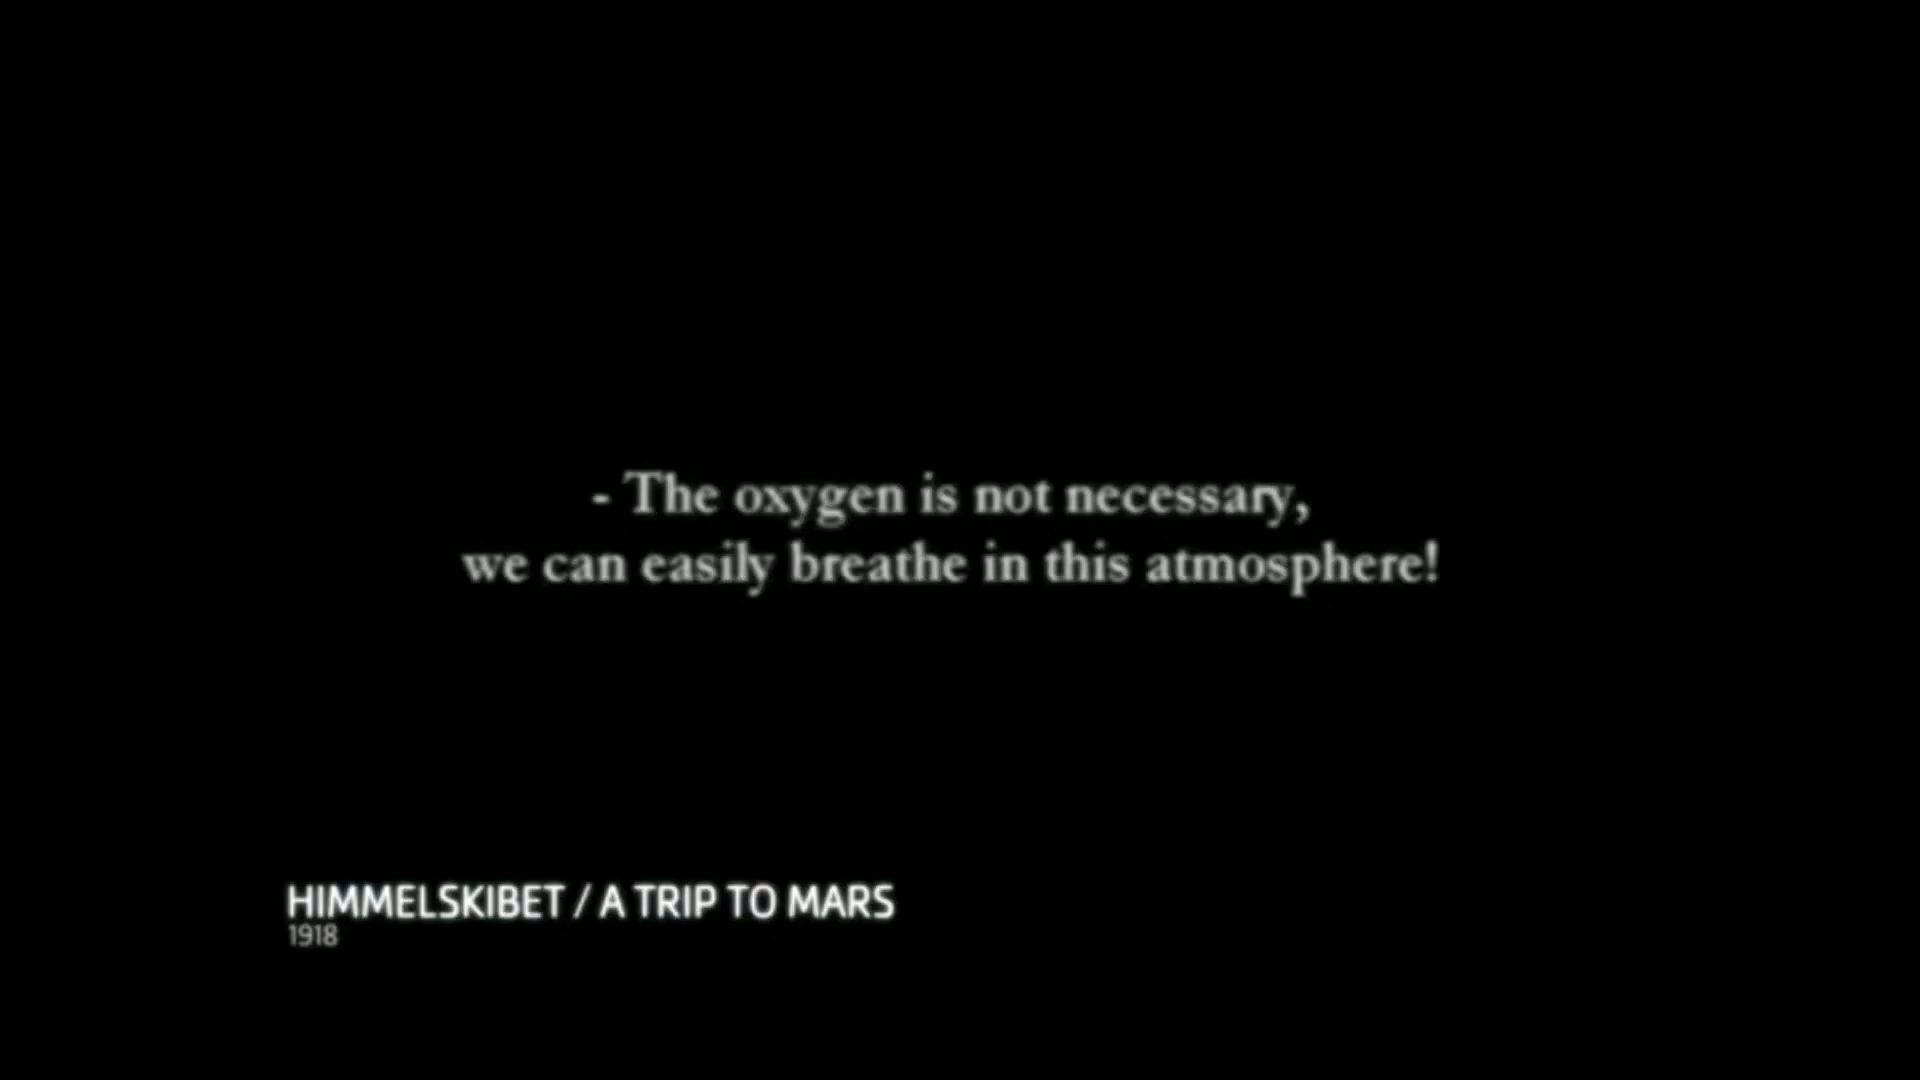 - The oxygen is not necessary,
we can easily breathe in this atmosphere!
HIMMELSKIBET / A TRIP TO MARS
1918